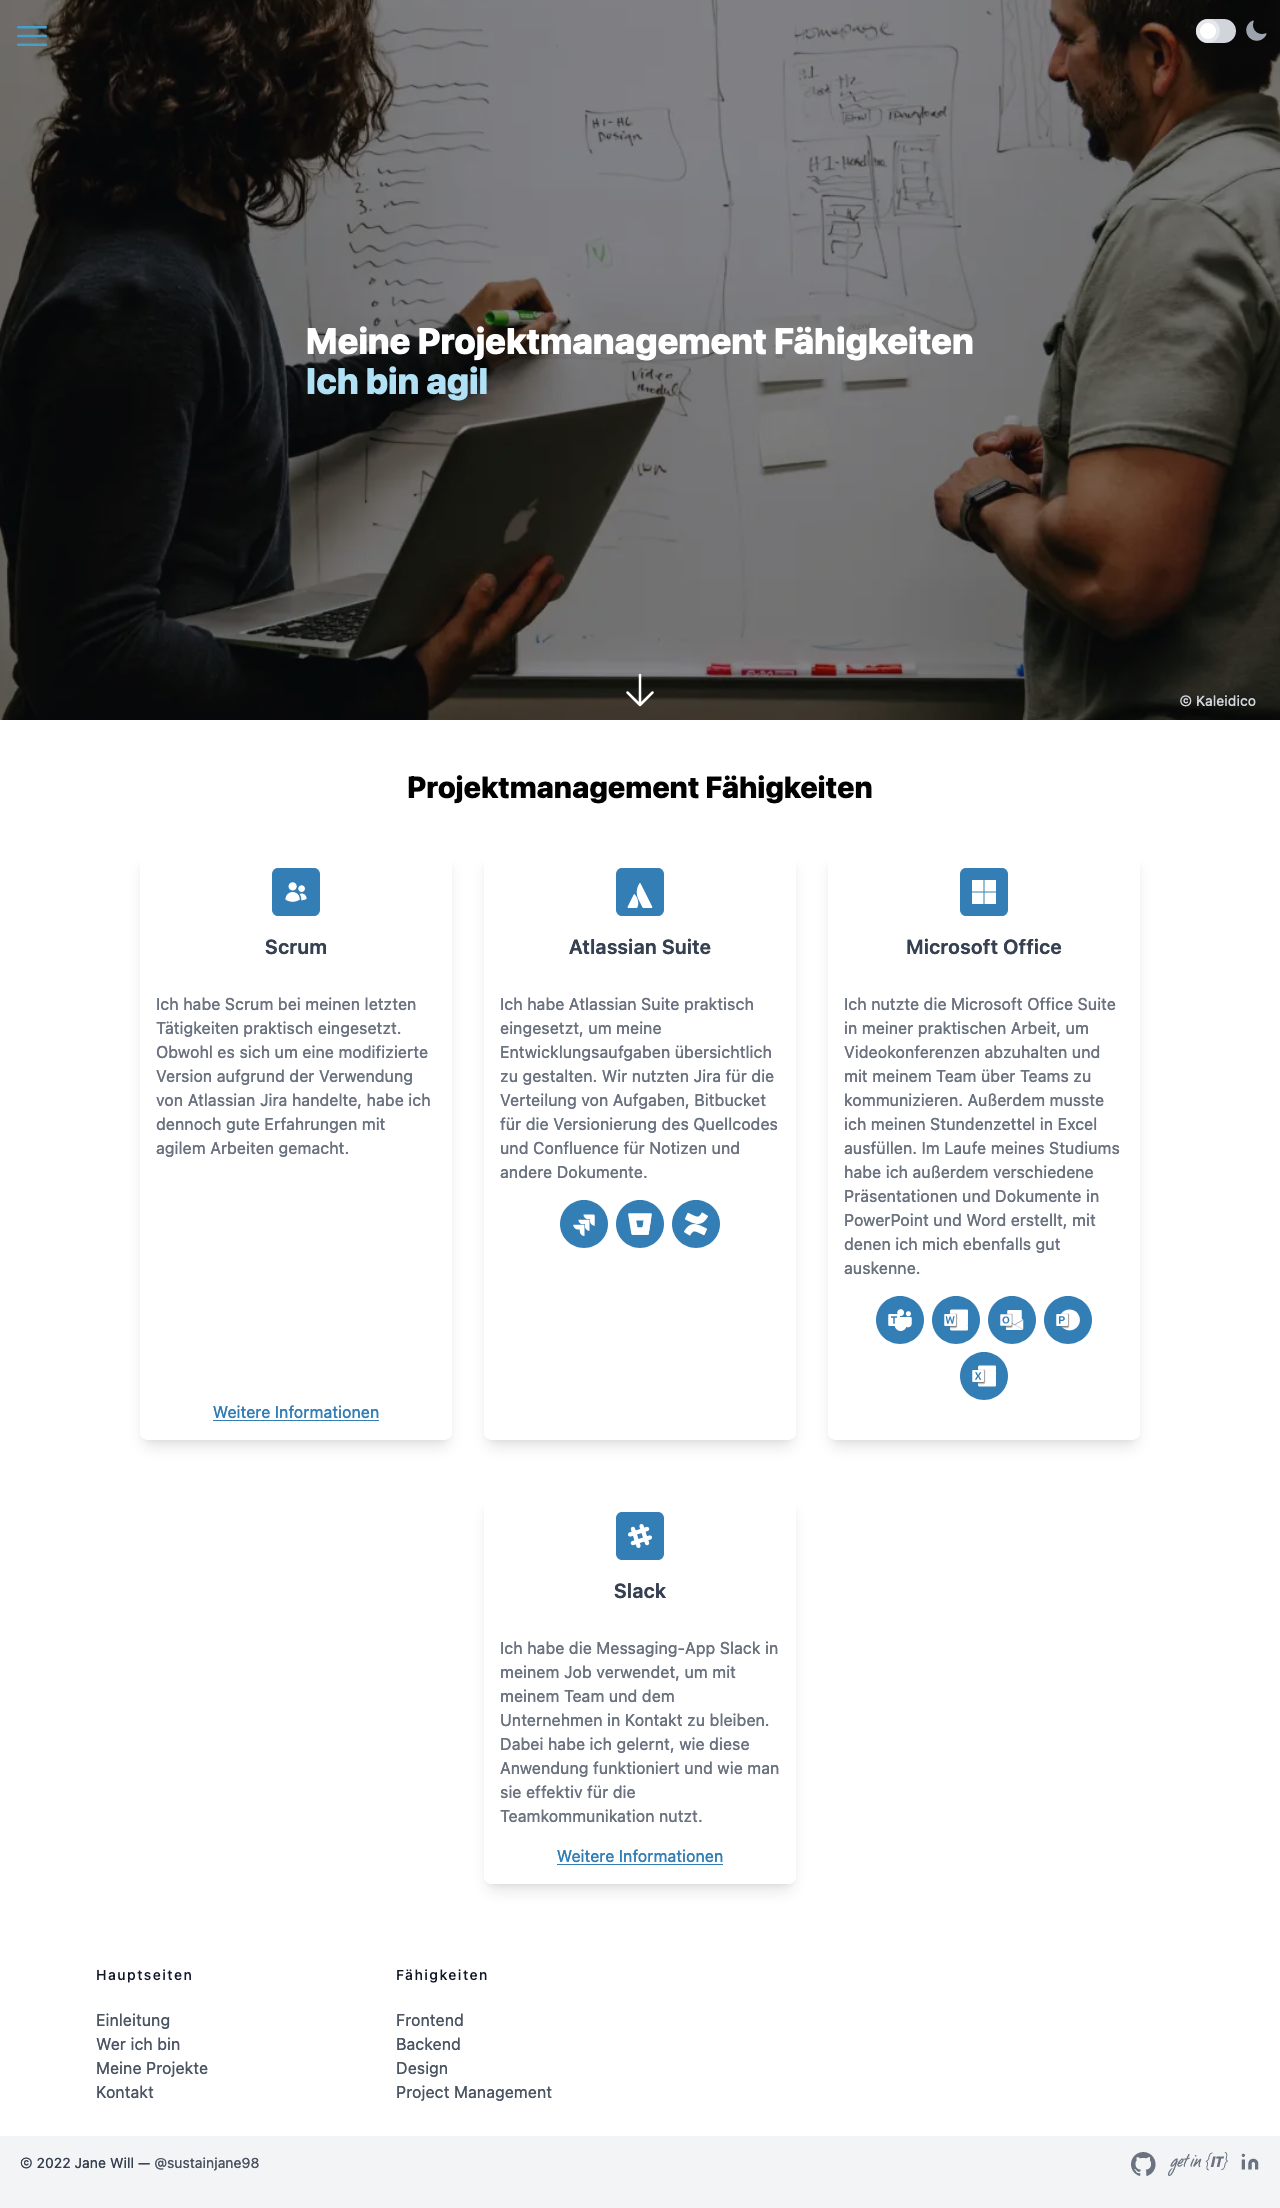 Homepage
Hi-Hc
Design
Download
H1-Headline
Video
Module
Meine Projektmanagement Fähigkeiten
Ich bin agil
© Kaleidico
Projektmanagement Fähigkeiten
Scrum
Ich habe Scrum bei meinen letzten
Tätigkeiten praktisch eingesetzt.
Obwohl es sich um eine modifizierte
Version aufgrund der Verwendung
von Atlassian Jira handelte, habe ich
dennoch gute Erfahrungen mit
agilem Arbeiten gemacht.
Weitere Informationen
Atlassian Suite
Ich habe Atlassian Suite praktisch
eingesetzt, um meine
Entwicklungsaufgaben übersichtlich
zu gestalten. Wir nutzten Jira für die
Verteilung von Aufgaben, Bitbucket
für die Versionierung des Quellcodes
und Confluence für Notizen und
andere Dokumente.
Microsoft Office
Ich nutzte die Microsoft Office Suite
in meiner praktischen Arbeit, um
Videokonferenzen abzuhalten und
mit meinem Team über Teams zu
kommunizieren. Außerdem musste
ich meinen Stundenzettel in Excel
ausfüllen. Im Laufe meines Studiums
habe ich außerdem verschiedene
Präsentationen und Dokumente in
PowerPoint und Word erstellt, mit
denen ich mich ebenfalls gut
auskenne.
T W O P
X
Slack
Ich habe die Messaging-App Slack in
meinem Job verwendet, um mit
meinem Team und dem
Unternehmen in Kontakt zu bleiben.
Dabei habe ich gelernt, wie diese
Anwendung funktioniert und wie man
sie effektiv für die
Teamkommunikation nutzt.
Weitere Informationen
Hauptseiten
Einleitung
Wer ich bin
Meine Projekte
Kontakt
Fähigkeiten
Frontend
Backend
Design
Project Management
© 2022 Jane Will — @sustainjane98
get in {IT}
in